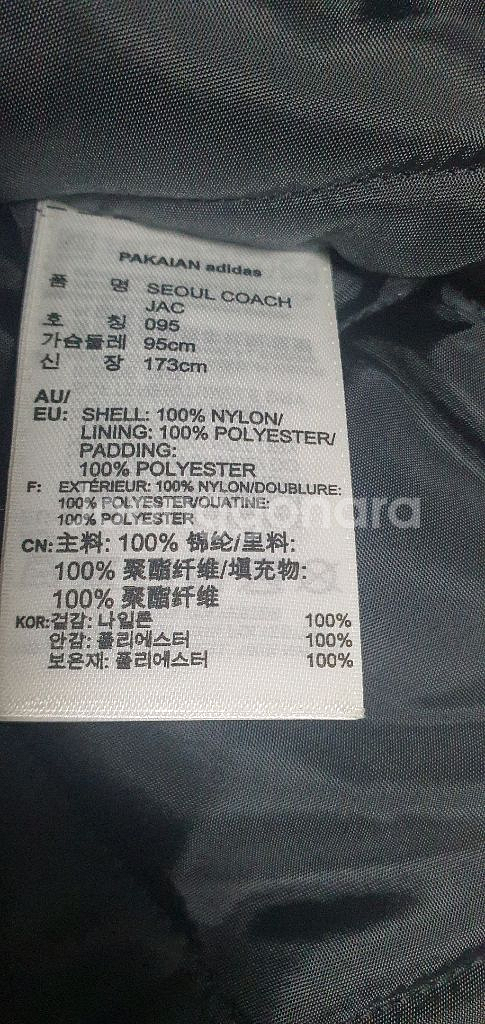 PAKAIAN adidas
품 명 SEOUL COACH
JAC
호 칭 095
가슴둘레 95cm
신 장 173cm
AU/
EU: SHELL: 100% NYLON/
LINING: 100% POLYESTER/
PADDING:
100% POLYESTER
F: EXTÉRIEUR: 100% NYLON/DOUBLURE:
100% POLYESTER/OUATINE:
100% POLYESTER
CN:主料: 100% 锦纶/里料:
100% 聚酯纤维/填充物:
100% 聚酯纤维
KOR:겉감: 나일론 100%
안감: 폴리에스터 100%
보온재: 폴리에스터 100%